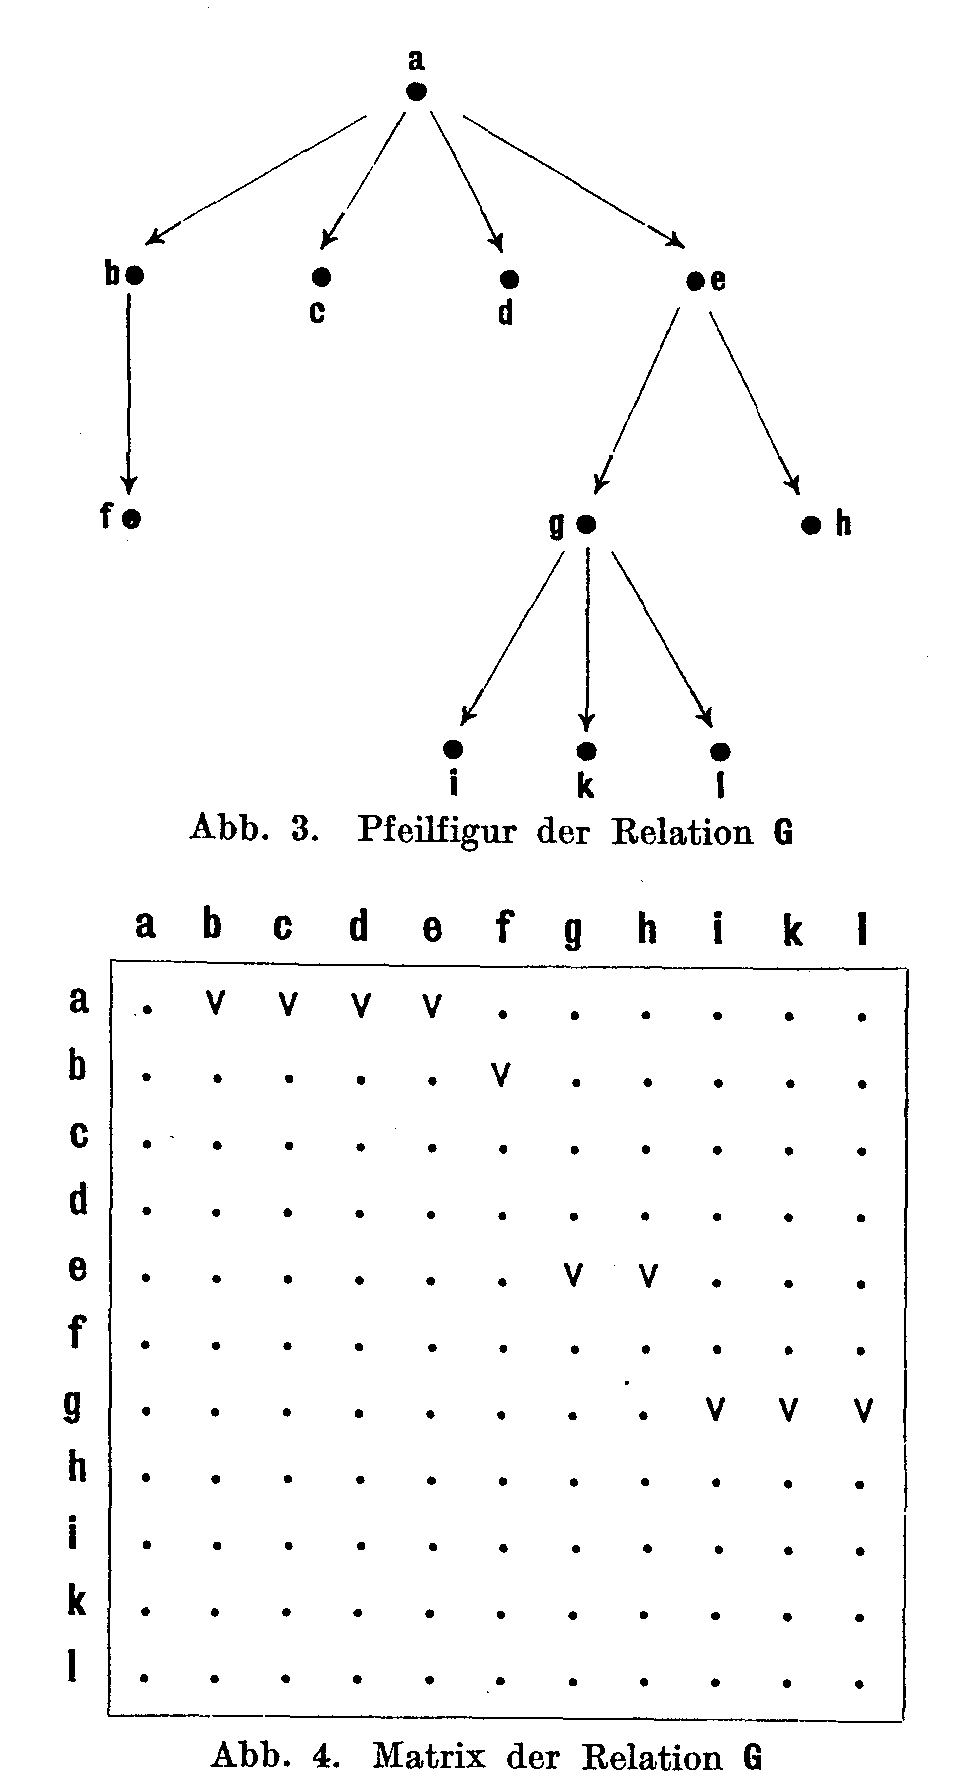 a
b
c
d
e
f
g
h
i
k
l
Abb. 3. Pfeilfigur der Relation G
a b c d e f g h i k l
a . v v v v . . . . . .
b . . . . . v . . . . .
c . . . . . . . . . . .
d . . . . . . . . . . .
e . . . . . . v v . . .
f . . . . . . . . . . .
g . . . . . . . . v v v
h . . . . . . . . . . .
i . . . . . . . . . . .
k . . . . . . . . . . .
l . . . . . . . . . . .
Abb. 4. Matrix der Relation G